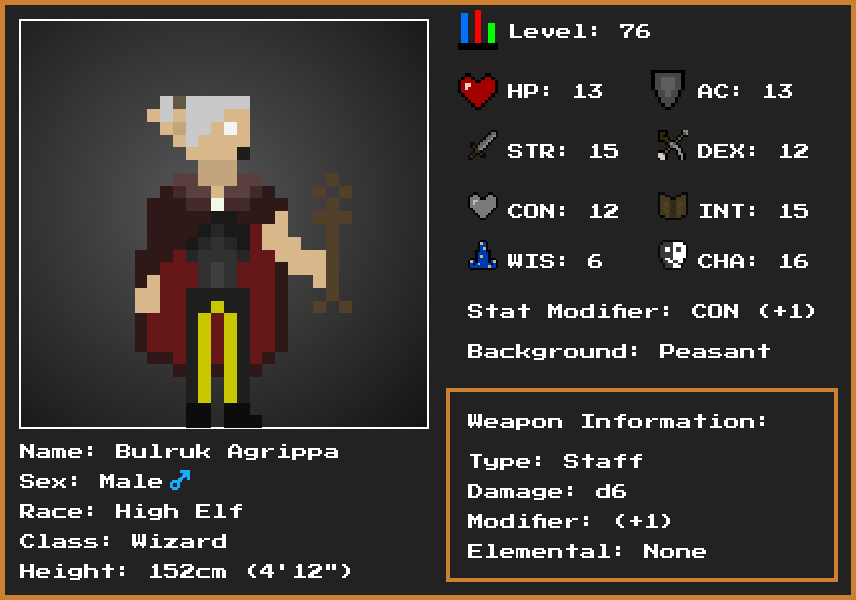 Level: 76
HP: 13 AC: 13
STR: 15 DEX: 12
CON: 12 INT: 15
WIS: 6 CHA: 16
Stat Modifier: CON (+1)
Background: Peasant
Weapon Information:
Type: Staff
Damage: d6
Modifier: (+1)
Elemental: None
Name: Bulruk Agrippa
Sex: Male ♂
Race: High Elf
Class: Wizard
Height: 152cm (4'12")